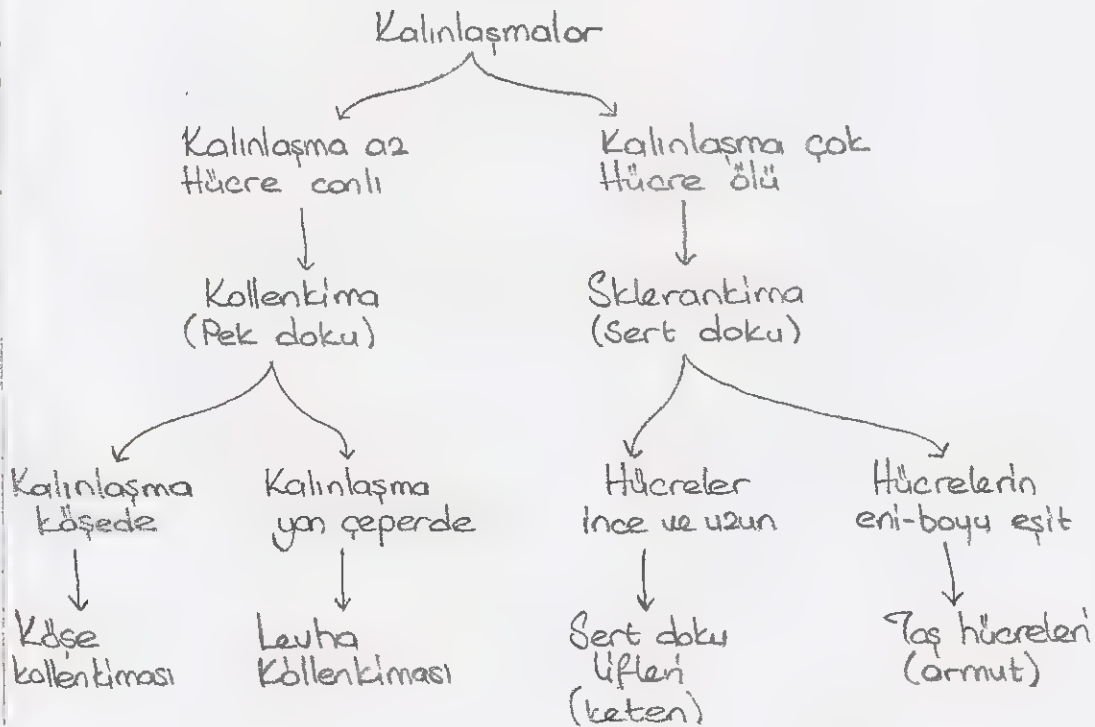 Kalınlaşmalar
Kalınlaşma az
Hücre canlı
Kalınlaşma çok
Hücre ölü
Kollenkima
(Pek doku)
Sklerankima
(Sert doku)
Kalınlaşma
köşede
Kalınlaşma
yan çeperde
Hücreler
ince ve uzun
Hücrelerin
eni-boyu eşit
Köşe
kollenkiması
Levha
Kollenkiması
Sert doku
lifleri
(keten)
Taş hücreleri
(armut)